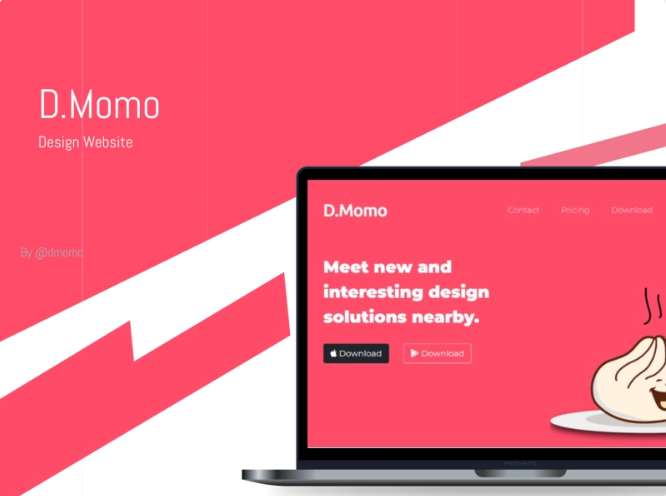 D.Momo
Design Website
By @dmomo
D.Momo
Contact Pricing Download
Meet new and
interesting design
solutions nearby.
Download Download